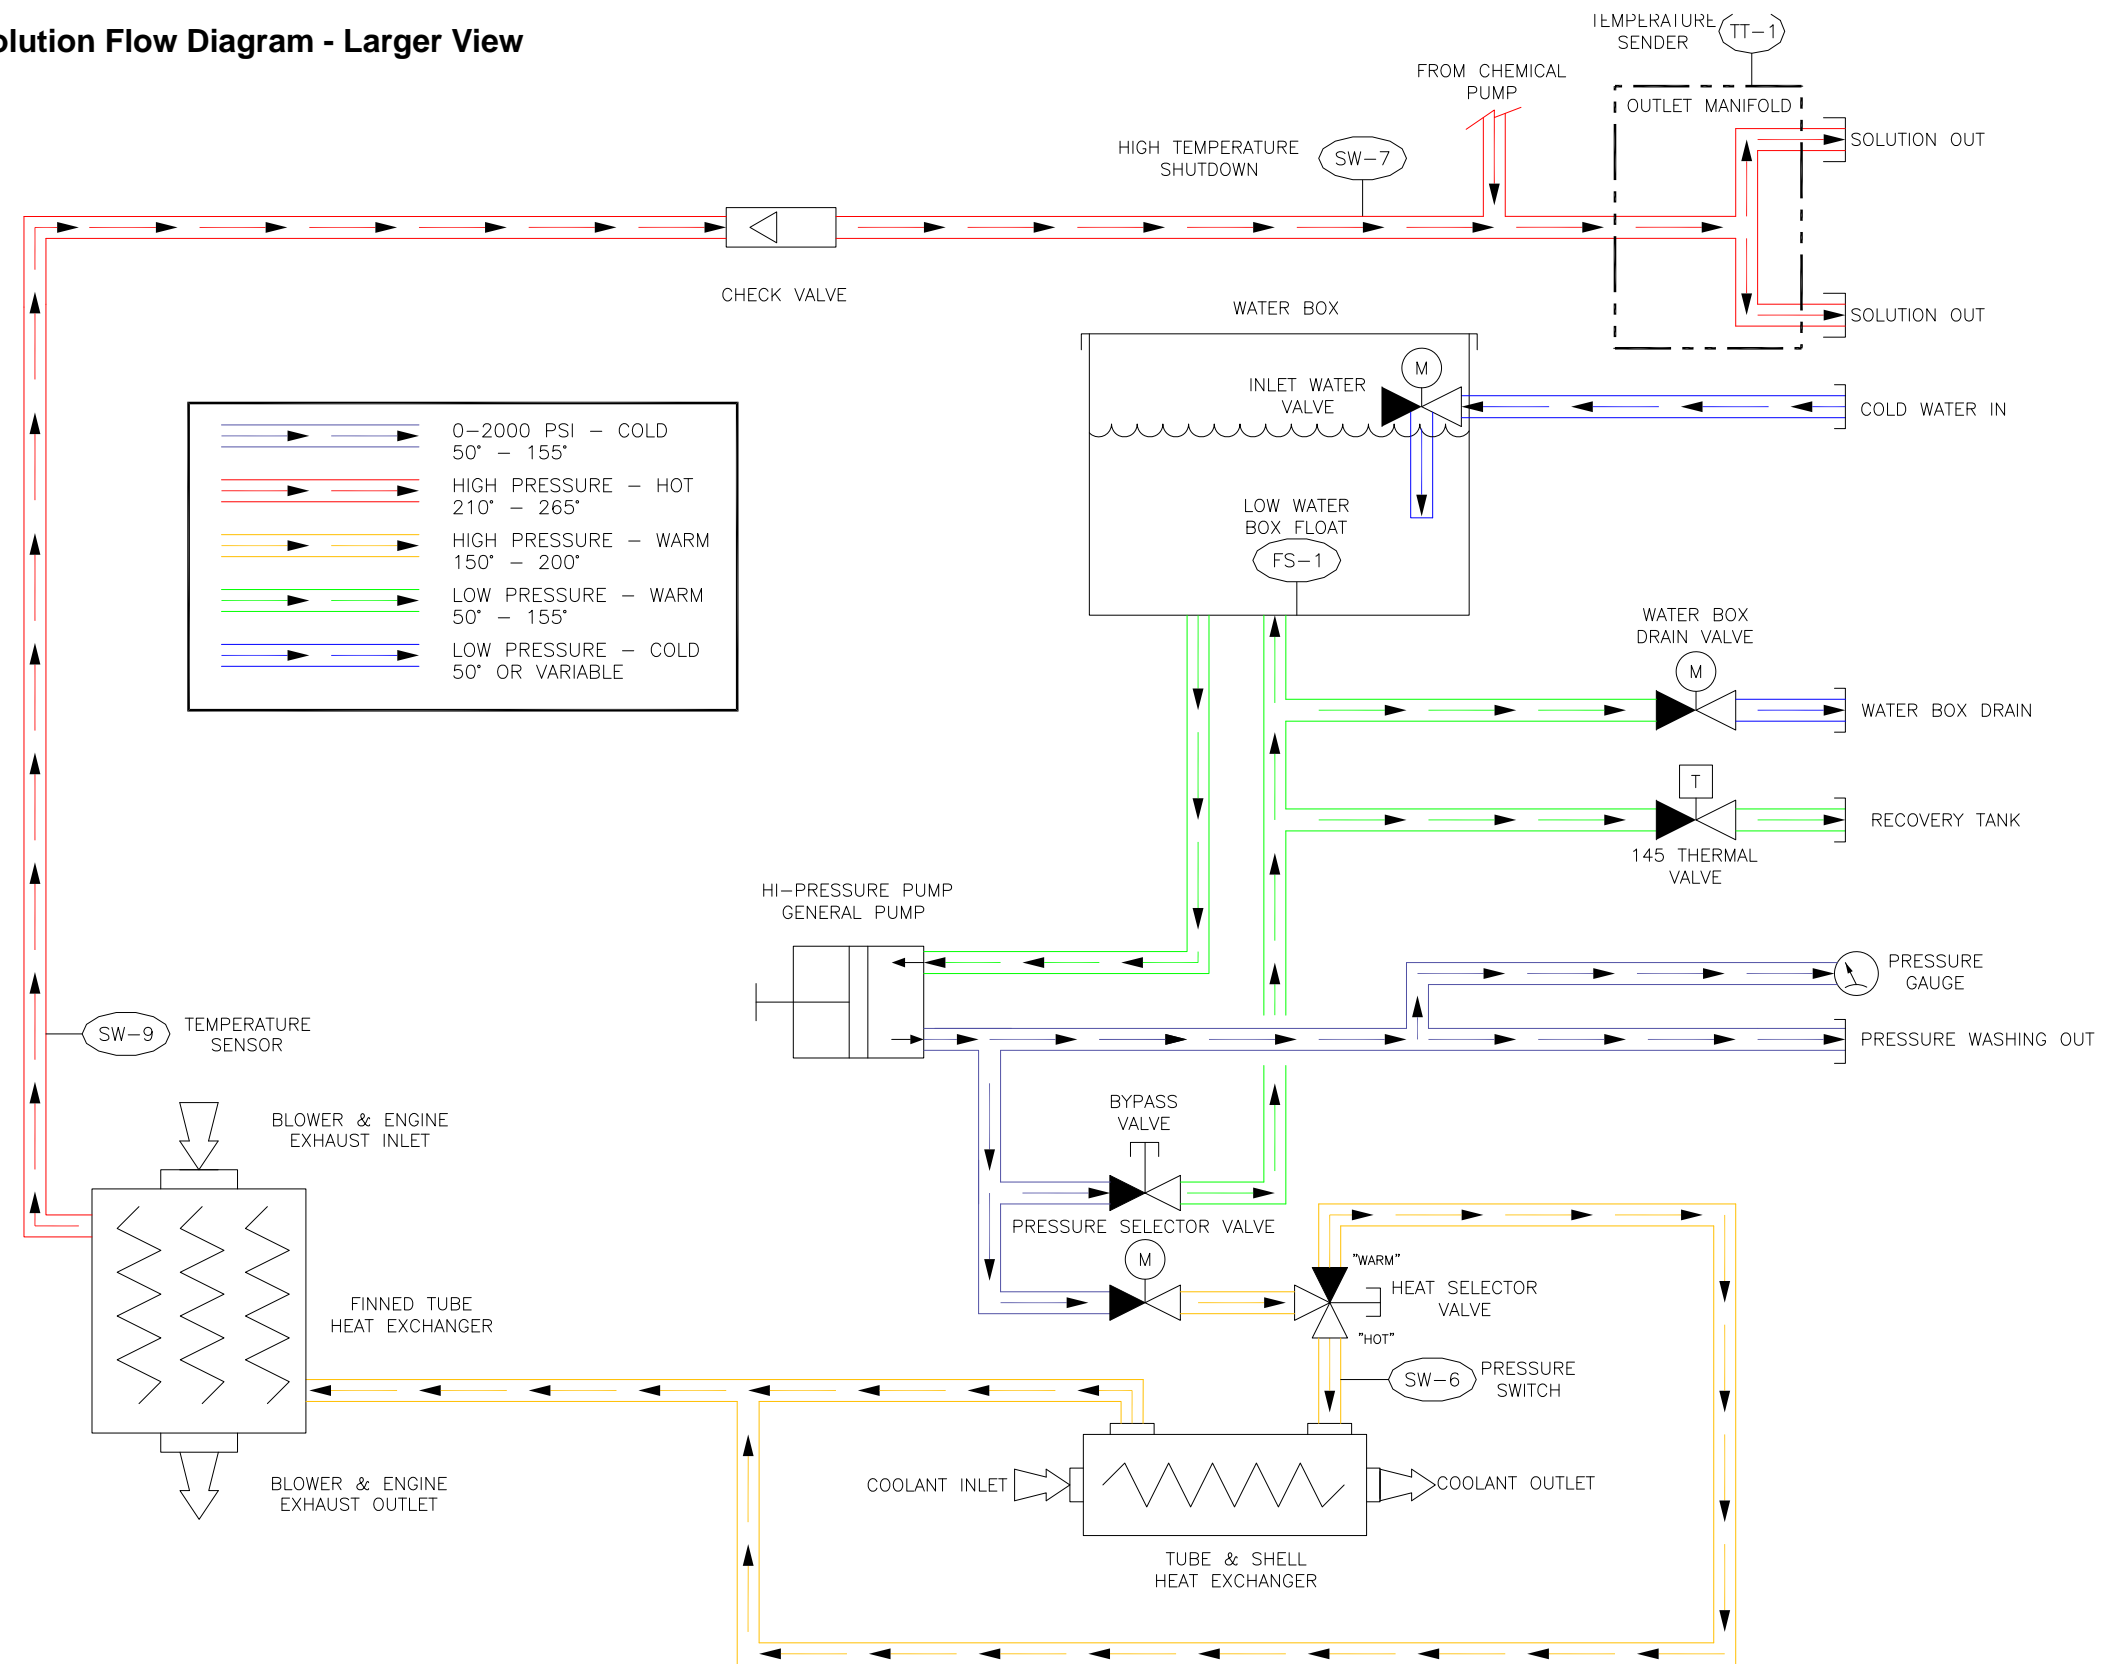 olution Flow Diagram - Larger View
TEMPERATURE
SENDER
TT-1
FROM CHEMICAL
PUMP
OUTLET MANIFOLD
SOLUTION OUT
HIGH TEMPERATURE
SHUTDOWN
SW-7
CHECK VALVE
WATER BOX
SOLUTION OUT
M
INLET WATER
VALVE
COLD WATER IN
0-2000 PSI - COLD
50° - 155°
HIGH PRESSURE - HOT
210° - 265°
HIGH PRESSURE - WARM
150° - 200°
LOW PRESSURE - WARM
50° - 155°
LOW PRESSURE - COLD
50° OR VARIABLE
LOW WATER
BOX FLOAT
FS-1
WATER BOX
DRAIN VALVE
M
WATER BOX DRAIN
T
RECOVERY TANK
145 THERMAL
VALVE
HI-PRESSURE PUMP
GENERAL PUMP
PRESSURE
GAUGE
SW-9
TEMPERATURE
SENSOR
PRESSURE WASHING OUT
BLOWER & ENGINE
EXHAUST INLET
BYPASS
VALVE
PRESSURE SELECTOR VALVE
M
"WARM"
HEAT SELECTOR
VALVE
"HOT"
FINNED TUBE
HEAT EXCHANGER
SW-6
PRESSURE
SWITCH
BLOWER & ENGINE
EXHAUST OUTLET
COOLANT INLET
COOLANT OUTLET
TUBE & SHELL
HEAT EXCHANGER